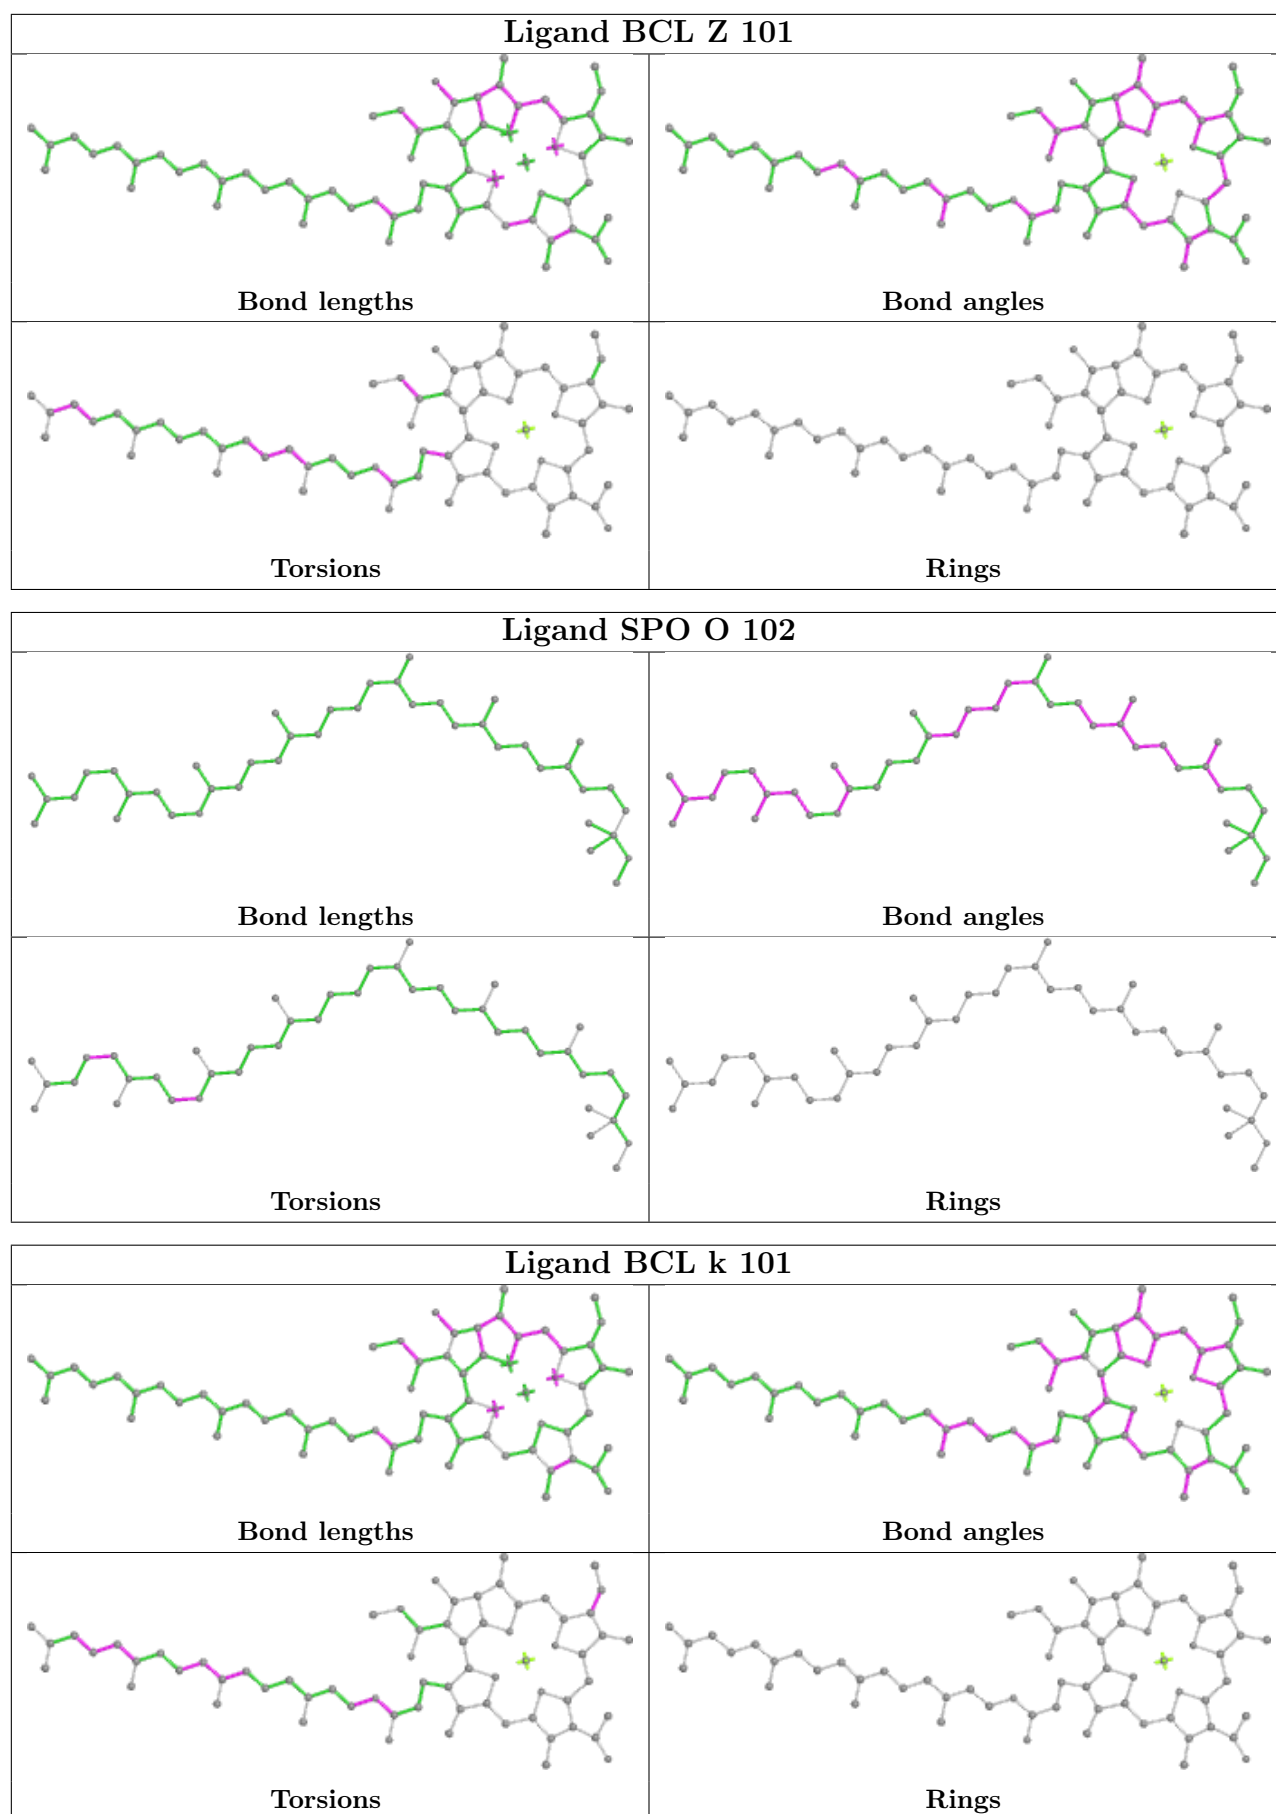 Ligand BCL Z 101
Bond lengths
Bond angles
Torsions
Rings
Ligand SPO O 102
Bond lengths
Bond angles
Torsions
Rings
Ligand BCL k 101
Bond lengths
Bond angles
Torsions
Rings